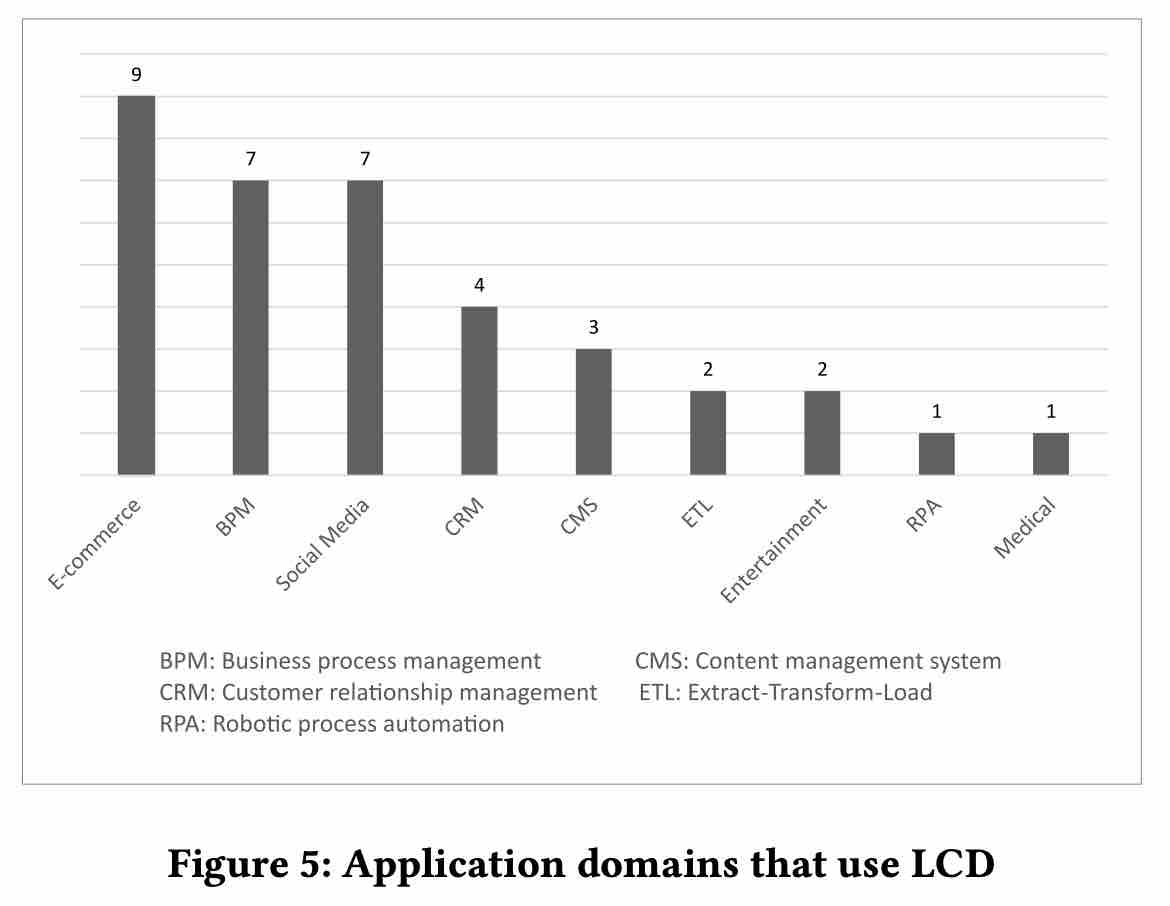 9
7
7
4
3
2
2
1
1
E-commerce
BPM
Social Media
CRM
CMS
ETL
Entertainment
RPA
Medical
BPM: Business process management
CMS: Content management system
CRM: Customer relationship management
ETL: Extract-Transform-Load
RPA: Robotic process automation
Figure 5: Application domains that use LCD